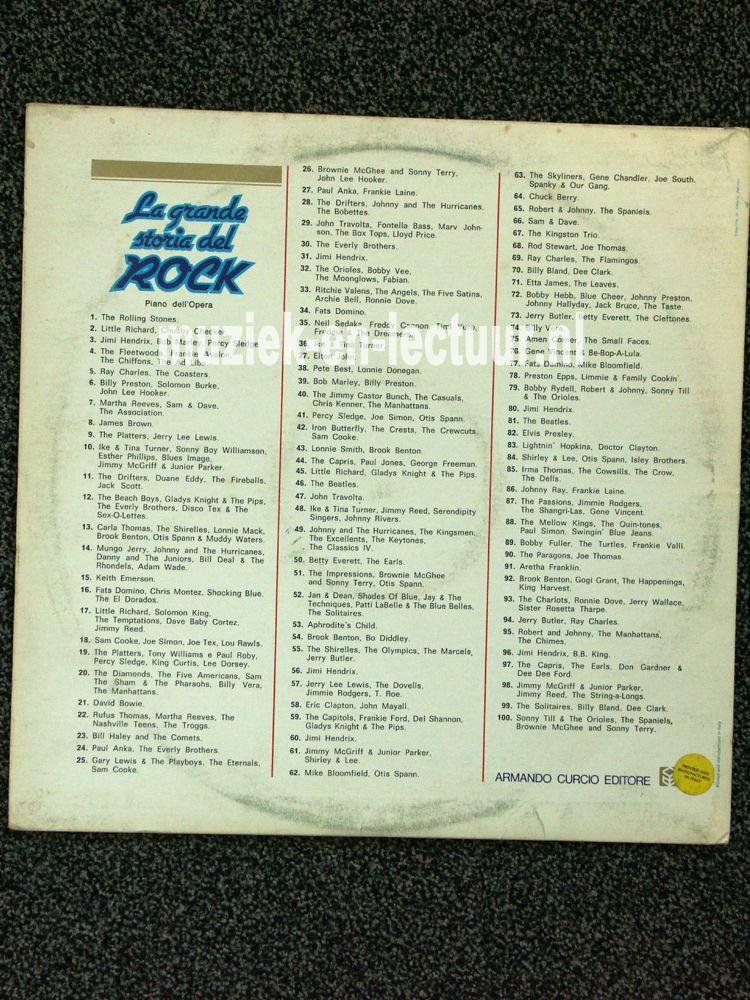 La grande
storia del
ROCK
Piano dell'Opera
1. The Rolling Stones.
2. Little Richard, Chubby Checker.
3. Jimi Hendrix, Bob Marley, Percy Sledge.
4. The Fleetwood, Frankie Avalon,
The Chiffons, The Ad Libs.
5. Ray Charles, The Coasters.
6. Billy Preston, Solomon Burke,
John Lee Hooker.
7. Martha Reeves, Sam & Dave,
The Association.
8. James Brown.
9. The Platters, Jerry Lee Lewis.
10. Ike & Tina Turner, Sonny Boy Williamson,
Esther Phillips, Blues Image,
Jimmy McGriff & Junior Parker.
11. The Drifters, Duane Eddy, The Fireballs,
Jack Scott.
12. The Beach Boys, Gladys Knight & The Pips,
The Everly Brothers, Disco Tex & The
Sex-O-Lettes.
13. Carla Thomas, The Shirelles, Lonnie Mack,
Brook Benton, Otis Spann & Muddy Waters.
14. Mungo Jerry, Johnny and The Hurricanes,
Danny and The Juniors, Bill Deal & The
Rhondels, Adam Wade.
15. Keith Emerson.
16. Fats Domino, Chris Montez, Shocking Blue,
The El Dorados.
17. Little Richard, Solomon King,
The Temptations, Dave Baby Cortez,
Jimmy Reed.
18. Sam Cooke, Joe Simon, Joe Tex, Lou Rawls.
19. The Platters, Tony Williams e Paul Roby,
Percy Sledge, King Curtis, Lee Dorsey.
20. The Diamonds, The Five Americans, Sam
The Sham & The Pharaohs, Billy Vera,
The Manhattans.
21. David Bowie.
22. Rufus Thomas, Martha Reeves, The
Nashville Teens, The Troggs.
23. Bill Haley and The Comets.
24. Paul Anka, The Everly Brothers.
25. Gary Lewis & The Playboys, The Eternals,
Sam Cooke.
26. Brownie McGhee and Sonny Terry,
John Lee Hooker.
27. Paul Anka, Frankie Laine.
28. The Drifters, Johnny and The Hurricanes,
The Bobettes.
29. John Travolta, Fontella Bass, Marv John-
son, The Box Tops, Lloyd Price.
30. The Everly Brothers.
31. Jimi Hendrix.
32. The Orioles, Bobby Vee,
The Moonglows, Fabian.
33. Ritchie Valens, The Angels, The Five Satins,
Archie Bell, Ronnie Dove.
34. Fats Domino.
35. Neil Sedaka, Freddy Cannon, Timi Yuro,
Freddie & The Dreamers.
36. Ike & Tina Turner.
37. Elton John.
38. Pete Best, Lonnie Donegan.
39. Bob Marley, Billy Preston.
40. The Jimmy Castor Bunch, The Casuals,
Chris Kenner, The Manhattans.
41. Percy Sledge, Joe Simon, Otis Spann.
42. Iron Butterfly, The Crests, The Crewcuts,
Sam Cooke.
43. Lonnie Smith, Brook Benton.
44. The Capris, Paul Jones, George Freeman.
45. Little Richard, Gladys Knight & The Pips.
46. The Beatles.
47. John Travolta.
48. Ike & Tina Turner, Jimmy Reed, Serendipity
Singers, Johnny Rivers.
49. Johnny and The Hurricanes, The Kingsmen,
The Excellents, The Keytones,
The Classics IV.
50. Betty Everett, The Earls.
51. The Impressions, Brownie McGhee
and Sonny Terry, Otis Spann.
52. Jan & Dean, Shades Of Blue, Jay & The
Techniques, Patti LaBelle & The Blue Belles,
The Solitaires.
53. Aphrodite's Child.
54. Brook Benton, Bo Diddley.
55. The Shirelles, The Olympics, The Marcels,
Jerry Butler.
56. Jimi Hendrix.
57. Jerry Lee Lewis, The Dovells,
Jimmie Rodgers, T. Roe.
58. Eric Clapton, John Mayall.
59. The Capitols, Frankie Ford, Del Shannon,
Gladys Knight & The Pips.
60. Jimi Hendrix.
61. Jimmy McGriff & Junior Parker,
Shirley & Lee.
62. Mike Bloomfield, Otis Spann.
63. The Skyliners, Gene Chandler, Joe South,
Spanky & Our Gang.
64. Chuck Berry.
65. Robert & Johnny, The Spaniels.
66. Sam & Dave.
67. The Kingston Trio.
68. Rod Stewart, Joe Thomas.
69. Ray Charles, The Flamingos.
70. Billy Bland, Dee Clark.
71. Etta James, The Leaves.
72. Bobby Hebb, Blue Cheer, Johnny Preston,
Johnny Hallyday, Jack Bruce, The Taste.
73. Jerry Butler, Betty Everett, The Cleftones.
74. Billy Vera.
75. Amen Corner, The Small Faces.
76. Gene Vincent & Be-Bop-A-Lula.
77. Fats Domino, Mike Bloomfield.
78. Preston Epps, Limmie & Family Cookin'.
79. Bobby Rydell, Robert & Johnny, Sonny Till
& The Orioles.
80. Jimi Hendrix.
81. The Beatles.
82. Elvis Presley.
83. Lightnin' Hopkins, Doctor Clayton.
84. Shirley & Lee, Otis Spann, Isley Brothers.
85. Irma Thomas, The Cowsills, The Crow,
The Dells.
86. Johnny Ray, Frankie Laine.
87. The Passions, Jimmie Rodgers,
The Shangri-Las, Gene Vincent.
88. The Mellow Kings, The Quin-tones,
Paul Simon, Swingin' Blue Jeans.
89. Bobby Fuller, The Turtles, Frankie Valli.
90. The Paragons, Joe Thomas.
91. Aretha Franklin.
92. Brook Benton, Gogi Grant, The Happenings,
King Harvest.
93. The Charlots, Ronnie Dove, Jerry Wallace,
Sister Rosetta Tharpe.
94. Jerry Butler, Ray Charles.
95. Robert and Johnny, The Manhattans,
The Chimes.
96. Jimi Hendrix, B.B. King.
97. The Capris, The Earls, Don Gardner &
Dee Dee Ford.
98. Jimmy McGriff & Junior Parker,
Jimmy Reed, The String-a-Longs.
99. The Solitaires, Billy Bland, Dee Clark.
100. Sonny Till & The Orioles, The Spaniels,
Brownie McGhee and Sonny Terry.
ARMANDO CURCIO EDITORE
PRINTED AND
MANUFACTURED
IN ITALY
Printed and manufactured in Italy
muziek-en-lectuur.nl